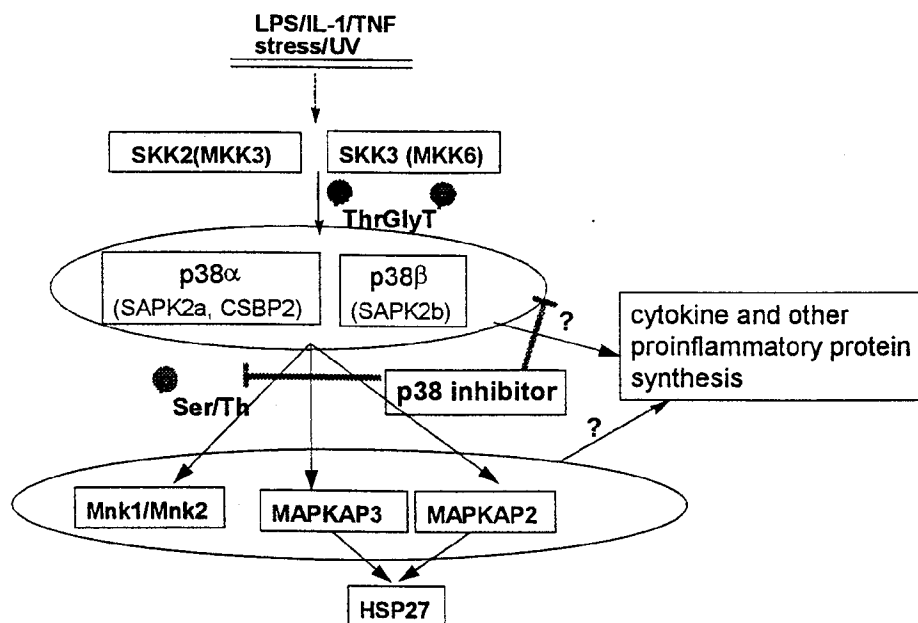 LPS/IL-1/TNF
stress/UV
SKK2(MKK3)
SKK3 (MKK6)
ThrGlyT
p38α
(SAPK2a, CSBP2)
p38β
(SAPK2b)
?
cytokine and other
proinflammatory protein
synthesis
p38 inhibitor
Ser/Th
?
Mnk1/Mnk2
MAPKAP3
MAPKAP2
HSP27